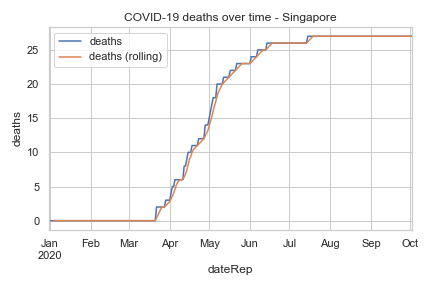 COVID-19 deaths over time - Singapore
deaths
deaths (rolling)
25
20
15
10
5
0
deaths
Jan Feb Mar Apr May Jun Jul Aug Sep Oct
2020
dateRep